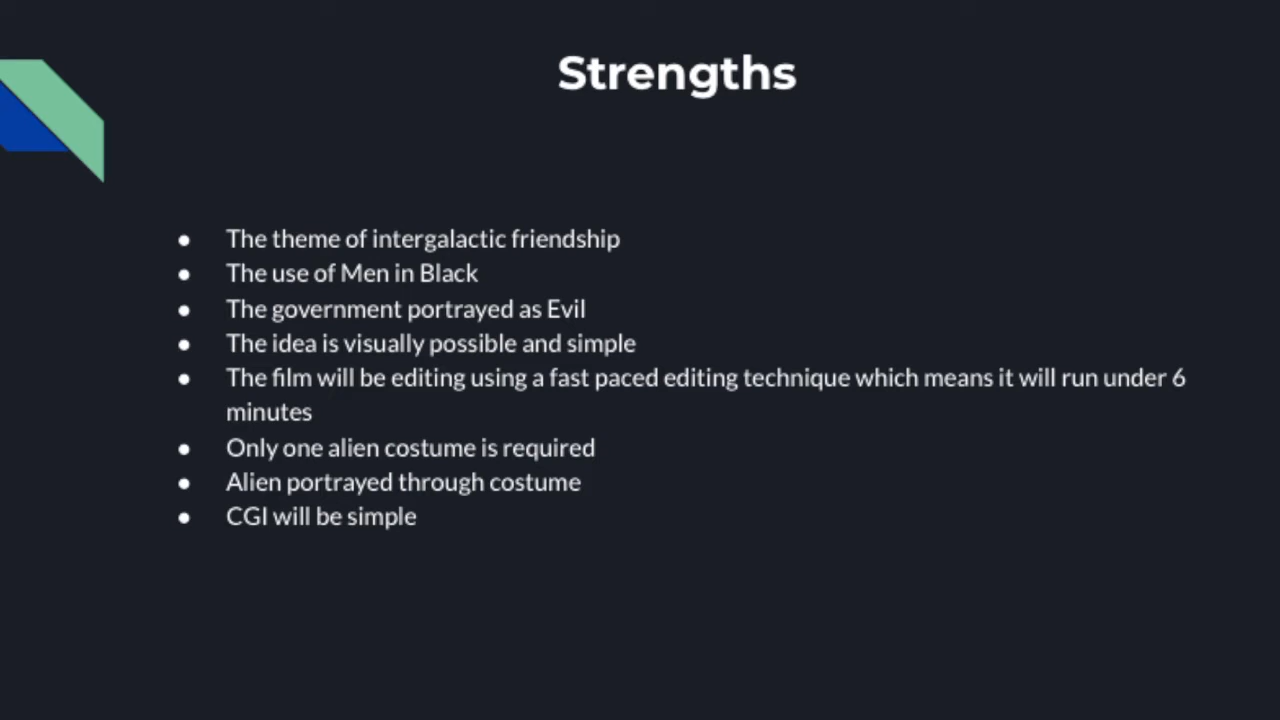 Strengths
● The theme of intergalactic friendship
● The use of Men in Black
● The government portrayed as Evil
● The idea is visually possible and simple
● The film will be editing using a fast paced editing technique which means it will run under 6
minutes
● Only one alien costume is required
● Alien portrayed through costume
● CGI will be simple